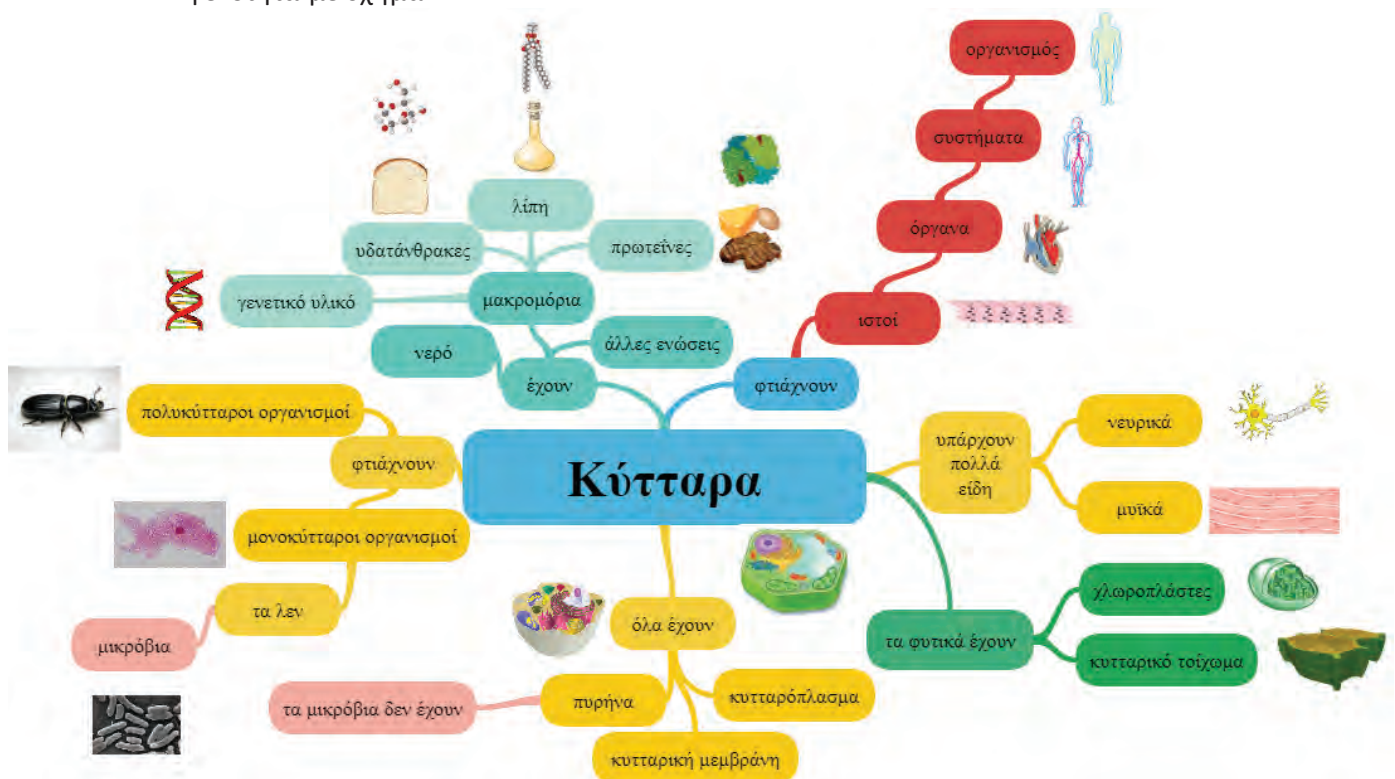 οργανισμός
συστήματα
λίπη
όργανα
υδατάνθρακες
πρωτεΐνες
γενετικό υλικό
μακρομόρια
ιστοί
νερό
άλλες ενώσεις
έχουν
φτιάχνουν
πολυκύτταροι οργανισμοί
φτιάχνουν
Κύτταρα
υπάρχουν
πολλά
είδη
νευρικά
μυϊκά
μονοκύτταροι οργανισμοί
τα λεν
μικρόβια
όλα έχουν
τα φυτικά έχουν
χλωροπλάστες
κυτταρικό τοίχωμα
τα μικρόβια δεν έχουν
πυρήνα
κυτταρόπλασμα
κυτταρική μεμβράνη